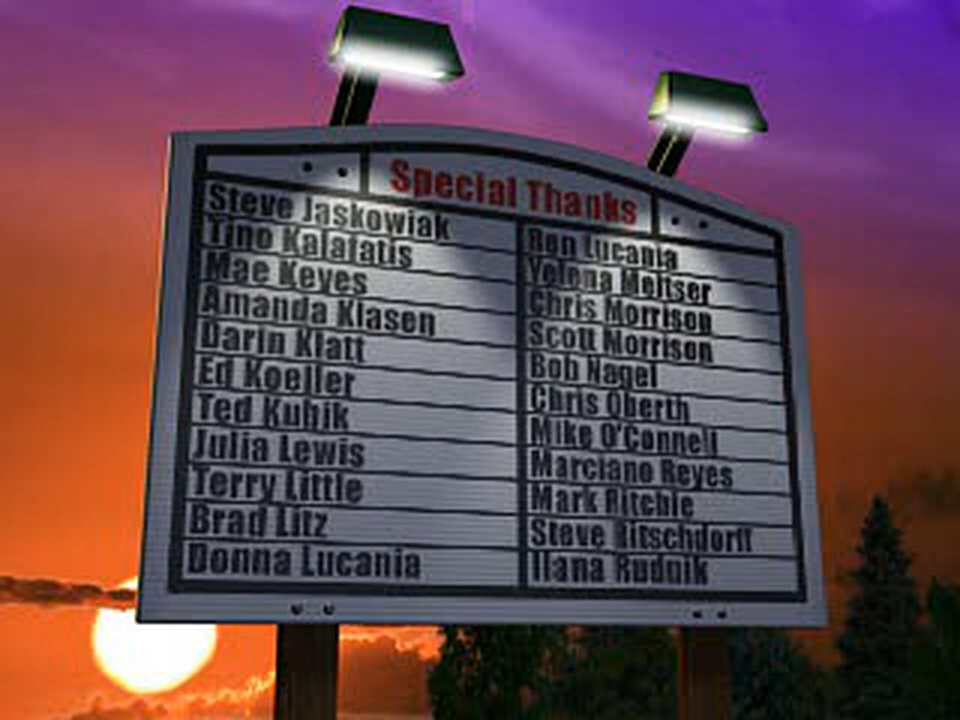 Special Thanks
Steve Jaskowiak
Tino Kalafatis
Mae Keyes
Amanda Klasen
Darin Klatt
Ed Koeller
Ted Kubik
Julia Lewis
Terry Little
Brad Litz
Donna Lucania
Ron Lucania
Yelena Meltser
Chris Morrison
Scott Morrison
Bob Nagel
Chris Oberth
Mike O'Connell
Marciano Reyes
Mark Ritchie
Steve Ritschdorff
Ilana Rudnik